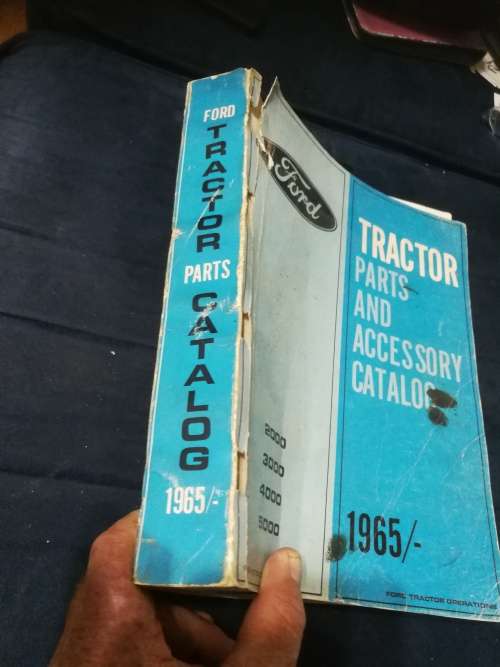 FORD
TRACTOR
PARTS
CATALOG
1965/-
Ford
TRACTOR
PARTS
AND
ACCESSORY
CATALOG
2000
3000
4000
5000
1965/-
FORD TRACTOR OPERATIONS